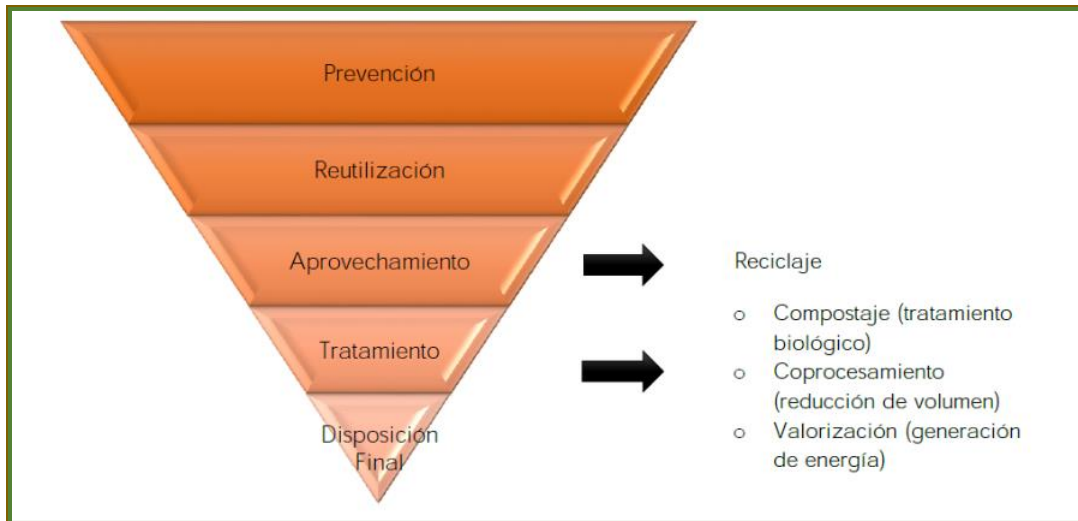 Prevención
Reutilización
Aprovechamiento
Reciclaje
Tratamiento
o Compostaje (tratamiento
biológico)
o Coprocesamiento
(reducción de volumen)
o Valorización (generación
de energía)
Disposición
Final